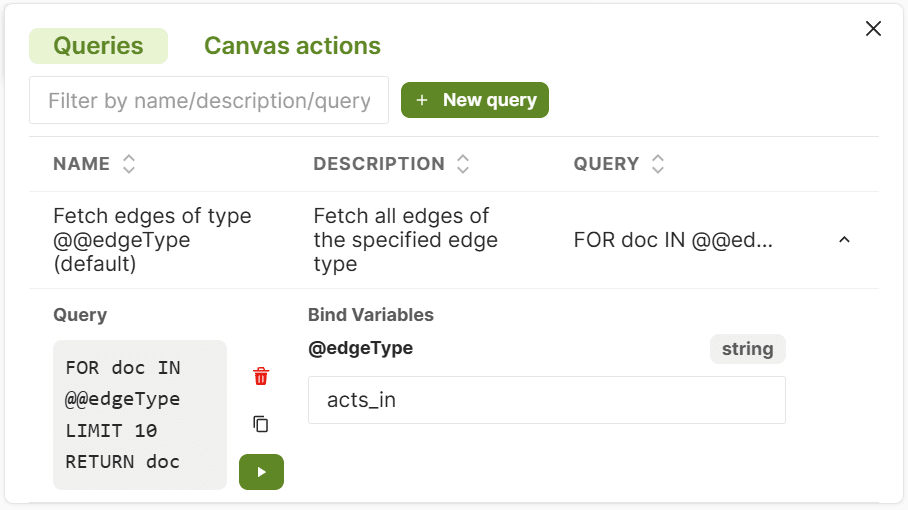 Queries
Canvas actions
Filter by name/description/query
+ New query
NAME
DESCRIPTION
QUERY
Fetch edges of type
@@edgeType
(default)
Fetch all edges of
the specified edge
type
FOR doc IN @@ed...
Query
FOR doc IN
@@edgeType
LIMIT 10
RETURN doc
Bind Variables
@edgeType
string
acts_in